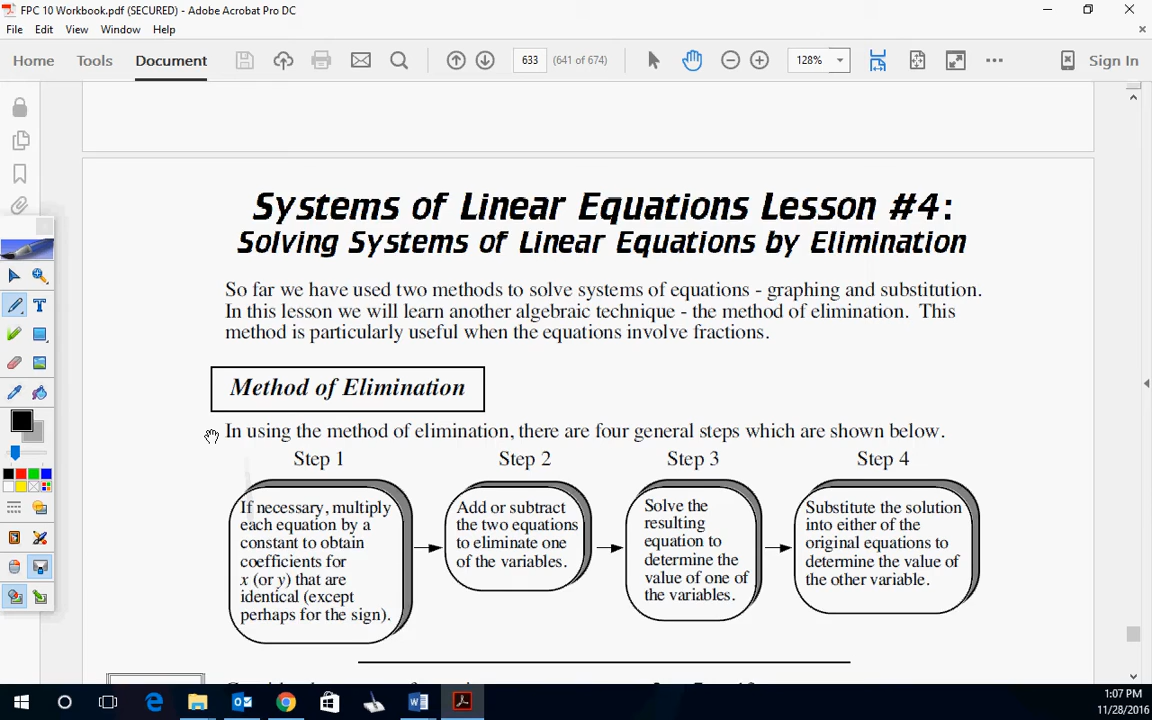 FPC 10 Workbook.pdf (SECURED) - Adobe Acrobat Pro DC
File Edit View Window Help
Home Tools Document 633 (641 of 674) 128% Sign In
Systems of Linear Equations Lesson #4:
Solving Systems of Linear Equations by Elimination
So far we have used two methods to solve systems of equations - graphing and substitution.
In this lesson we will learn another algebraic technique - the method of elimination. This
method is particularly useful when the equations involve fractions.
Method of Elimination
In using the method of elimination, there are four general steps which are shown below.
Step 1
If necessary, multiply
each equation by a
constant to obtain
coefficients for
x (or y) that are
identical (except
perhaps for the sign).
Step 2
Add or subtract
the two equations
to eliminate one
of the variables.
Step 3
Solve the
resulting
equation to
determine the
value of one of
the variables.
Step 4
Substitute the solution
into either of the
original equations to
determine the value of
the other variable.
1:07 PM
11/28/2016